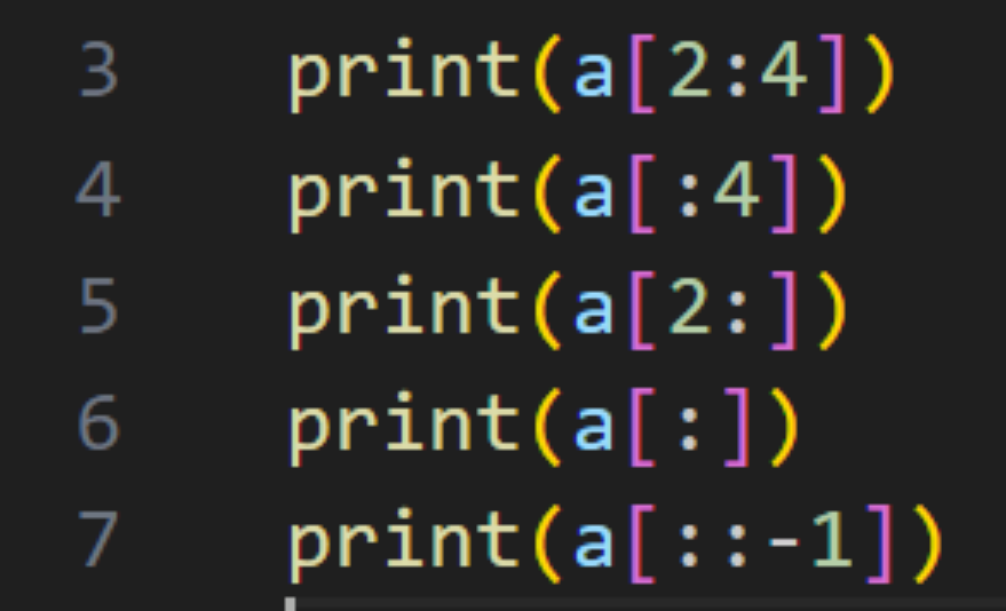 3 print(a[2:4])
4 print(a[:4])
5 print(a[2:])
6 print(a[:])
7 print(a[::-1])